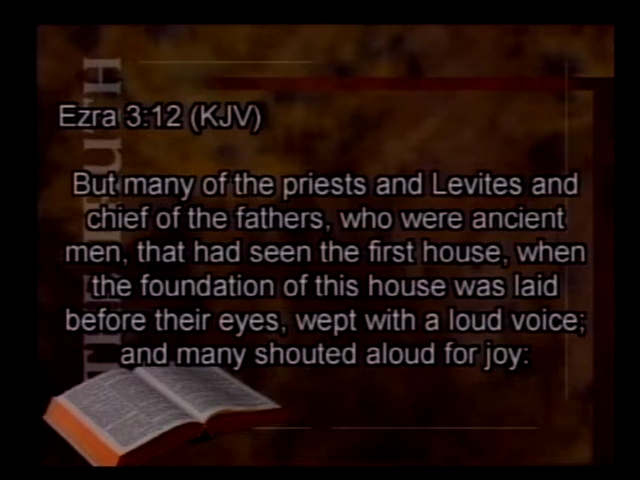 Ezra 3:12 (KJV)
But many of the priests and Levites and
chief of the fathers, who were ancient
men, that had seen the first house, when
the foundation of this house was laid
before their eyes, wept with a loud voice;
and many shouted aloud for joy: